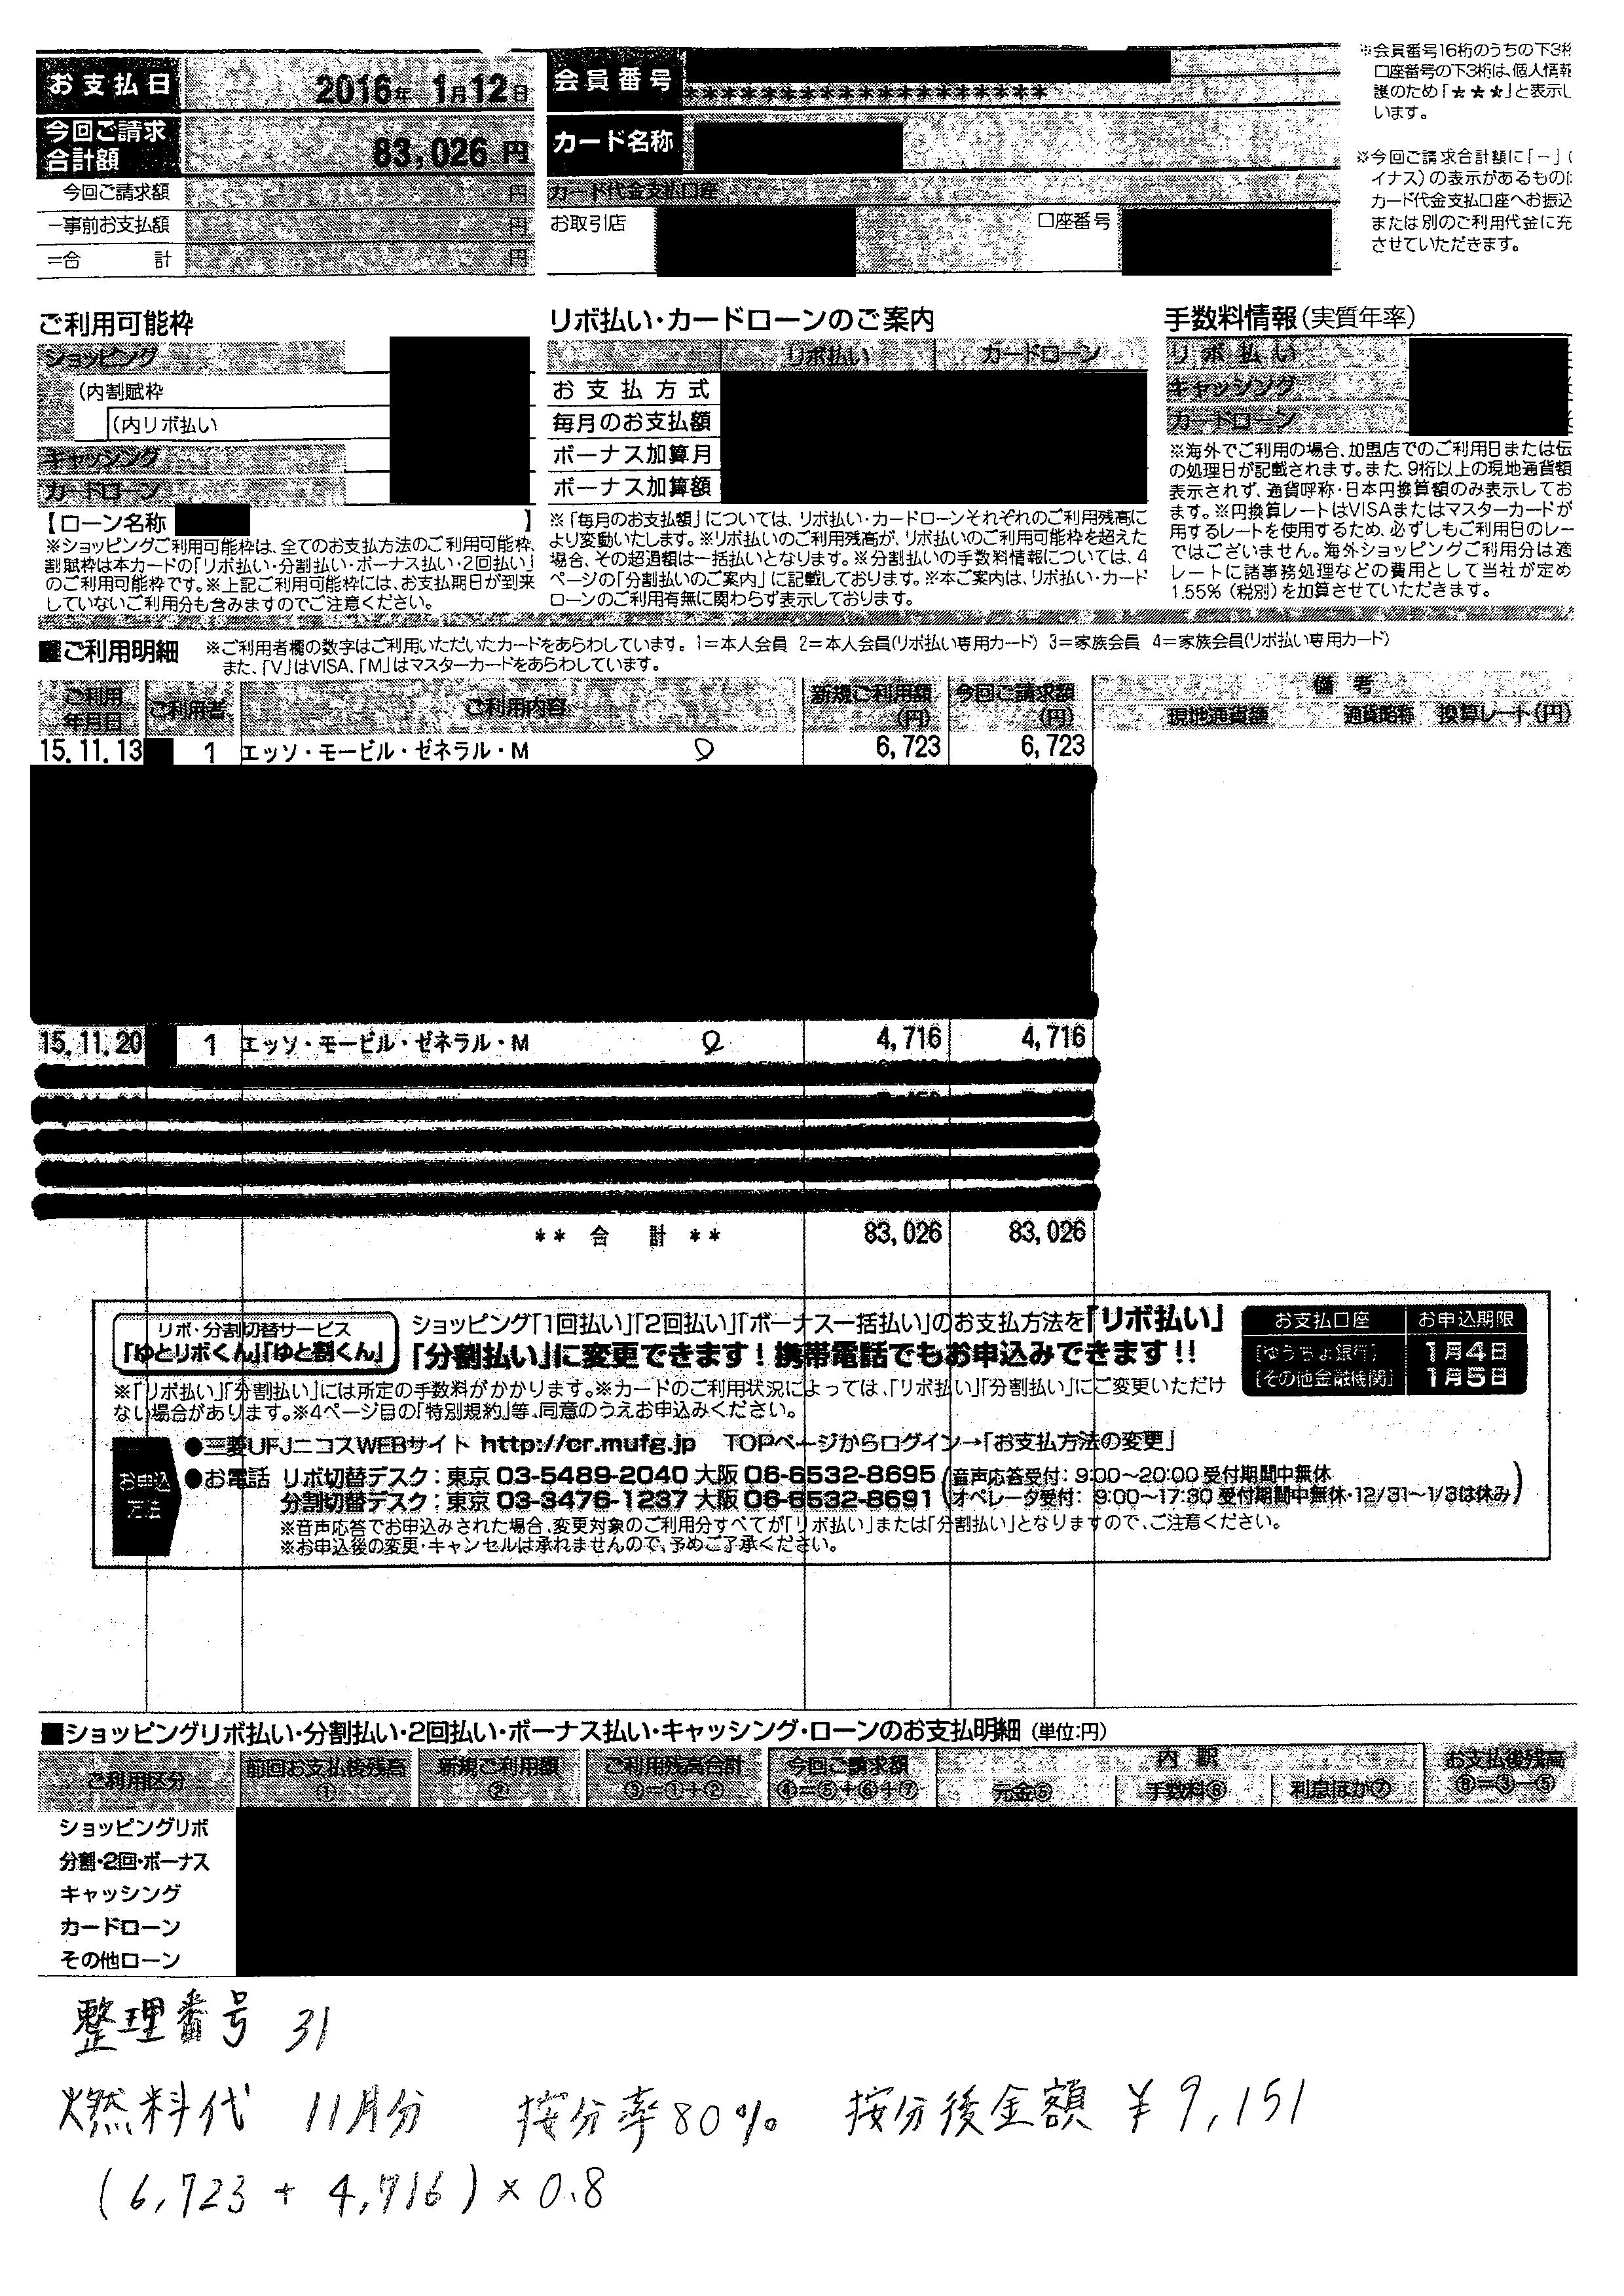 お支払日 2016年 1月12日
今回ご請求合計額 83,026 円
今回ご請求額 円
－事前お支払額 円
＝合 計 円
会員番号 ********************
カード名称
カード代金支払口座
お取引店 口座番号
※会員番号16桁のうちの下3桁
口座番号の下3桁は、個人情報
護のため「★★★」と表示し
います。
※今回ご請求合計額に「－」(
イナス)の表示があるものに
カード代金支払口座へお振込
または別のご利用代金に充
させていただきます。
ご利用可能枠
ショッピング
(内割賦枠
(内リボ払い
キャッシング
カードローン
【ローン名称 】
※ショッピングご利用可能枠は、全てのお支払方法のご利用可能枠、
割賦枠は本カードの「リボ払い・分割払い・ボーナス払い・2回払い」
のご利用可能枠です。※上記ご利用可能枠には、お支払期日が到来
していないご利用分も含みますのでご注意ください。
リボ払い・カードローンのご案内
リボ払い カードローン
お支払方式
毎月のお支払額
ボーナス加算月
ボーナス加算額
※「毎月のお支払額」については、リボ払い・カードローンそれぞれのご利用残高に
より変動いたします。※リボ払いのご利用残高が、リボ払いのご利用可能枠を超えた
場合、その超過額は一括払いとなります。※分割払いの手数料情報については、4
ページの「分割払いのご案内」に記載しております。※本ご案内は、リボ払い・カード
ローンのご利用有無に関わらず表示しております。
手数料情報(実質年率)
リボ払い
キャッシング
カードローン
※海外でご利用の場合、加盟店でのご利用日または伝
の処理日が記載されます。また、9桁以上の現地通貨額
表示されず、通貨呼称・日本円換算額のみ表示してお
ます。※円換算レートはVISAまたはマスターカードが
用するレートを使用するため、必ずしもご利用日のレー
ではございません。海外ショッピングご利用分は適
レートに諸事務処理などの費用として当社が定め
1.55%(税別)を加算させていただきます。
■ご利用明細 ※ご利用者欄の数字はご利用いただいたカードをあらわしています。1＝本人会員 2＝本人会員(リボ払い専用カード) 3＝家族会員 4＝家族会員(リボ払い専用カード)
また、「V」はVISA、「M」はマスターカードをあらわしています。
ご利用年月日 ご利用者 ご利用内容 新規ご利用額(円) 今回ご請求額(円) 備考
現地通貨額 通貨略称 換算レート(円)
15.11.13 1 エッソ・モービル・ゼネラル・M 6,723 6,723
15.11.20 1 エッソ・モービル・ゼネラル・M 4,716 4,716
** 合 計 ** 83,026 83,026
リボ・分割切替サービス
「ゆとリボくん」「ゆと割くん」
ショッピング「1回払い」「2回払い」「ボーナス一括払い」のお支払方法を「リボ払い」
「分割払い」に変更できます！携帯電話でもお申込みできます！！
お支払口座 お申込期限
[ゆうちょ銀行] 1月4日
[その他金融機関] 1月5日
※「リボ払い」「分割払い」には所定の手数料がかかります。※カードのご利用状況によっては、「リボ払い」「分割払い」にご変更いただけ
ない場合があります。※4ページ目の「特別規約」等、同意のうえお申込みください。
お申込方法
●三菱UFJニコスWEBサイト http://cr.mufg.jp TOPページからログイン→「お支払方法の変更」
●お電話 リボ切替デスク：東京 03-5489-2040 大阪 06-6532-8695 (音声応答受付：9:00～20:00 受付期間中無休
分割切替デスク：東京 03-3476-1237 大阪 06-6532-8691 (オペレータ受付：9:00～17:30 受付期間中無休・12/31～1/3は休み)
※音声応答でお申込みされた場合、変更対象のご利用分すべてが「リボ払い」または「分割払い」となりますので、ご注意ください。
※お申込後の変更・キャンセルは承れませんので、予めご了承ください。
■ショッピングリボ払い・分割払い・2回払い・ボーナス払い・キャッシング・ローンのお支払明細 (単位:円)
ご利用区分 前回お支払後残高① 新規ご利用額② ご利用残高合計③＝①＋② 今回ご請求額④＝⑤＋⑥＋⑦ 内訳 元金⑤ 手数料⑥ 利息ほか⑦ お支払後残高⑧＝③－⑤
ショッピングリボ
分割・2回・ボーナス
キャッシング
カードローン
その他ローン
整理番号 31
燃料代 11月分 按分率80% 按分後金額 ¥9,151
(6,723 + 4,716) × 0.8